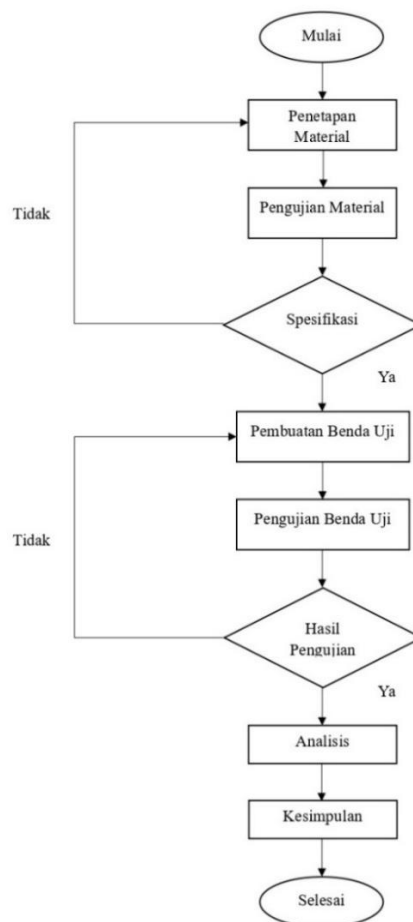 Mulai
Penetapan
Material
Tidak
Pengujian Material
Spesifikasi
Ya
Pembuatan Benda Uji
Tidak
Pengujian Benda Uji
Hasil
Pengujian
Ya
Analisis
Kesimpulan
Selesai